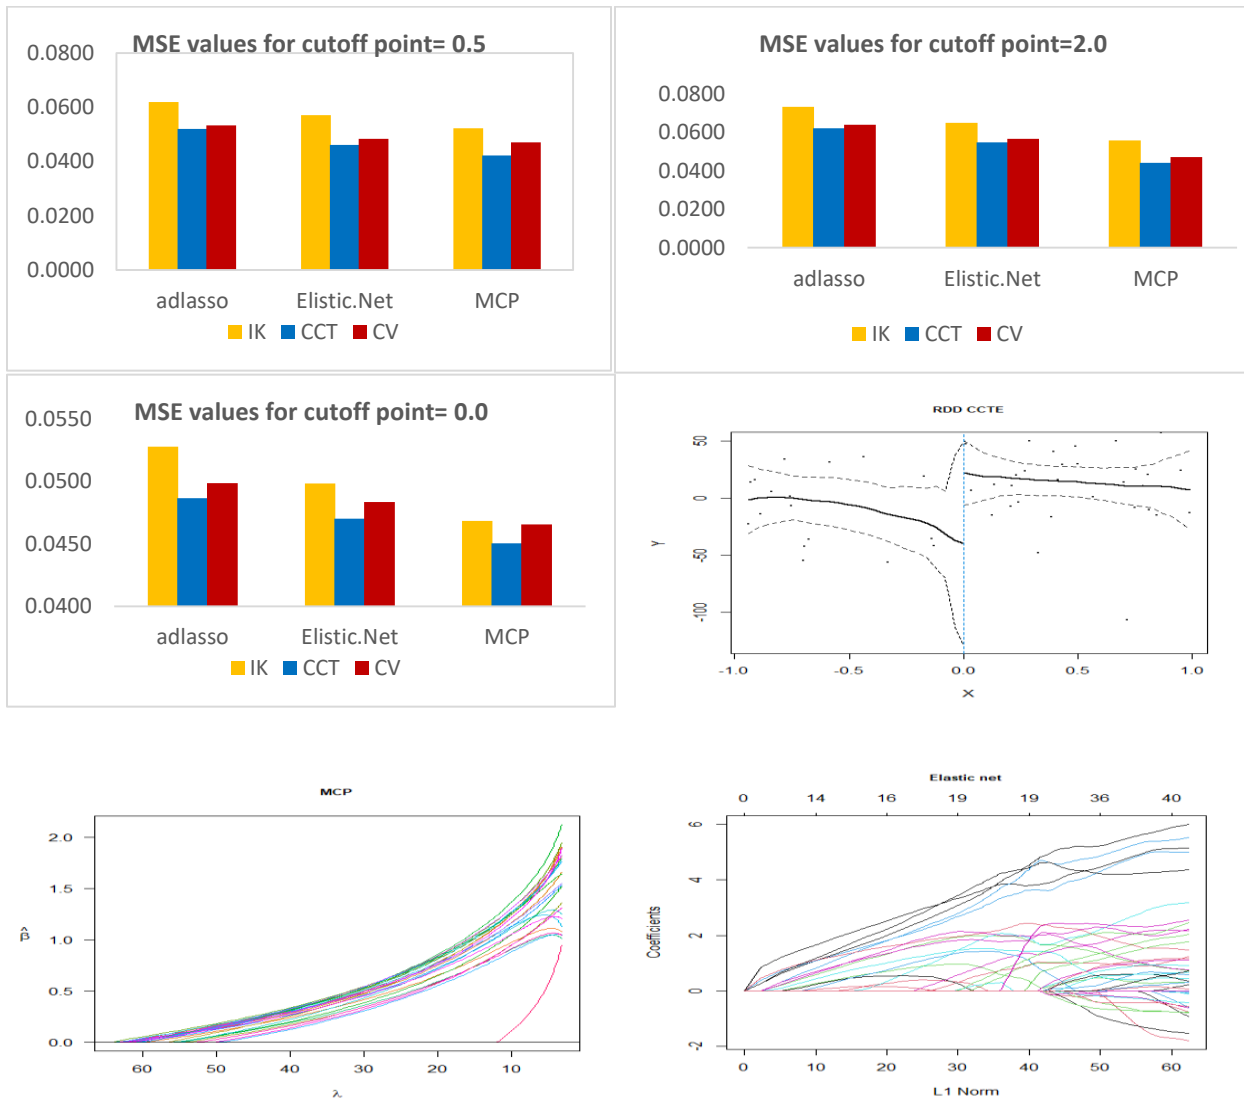 MSE values for cutoff point= 0.5
0.0800
0.0600
0.0400
0.0200
0.0000
adlasso Elistic.Net MCP
IK CCT CV
MSE values for cutoff point=2.0
0.0800
0.0600
0.0400
0.0200
0.0000
adlasso Elistic.Net MCP
IK CCT CV
MSE values for cutoff point= 0.0
0.0550
0.0500
0.0450
0.0400
adlasso Elistic.Net MCP
IK CCT CV
RDD CCTE
50
0
-50
-100
Y
-1.0 -0.5 0.0 0.5 1.0
X
MCP
2.0
1.5
1.0
0.5
0.0
β̂
60 50 40 30 20 10
λ
Elastic net
0 14 16 19 19 36 40
6
4
2
0
-2
Coefficients
0 10 20 30 40 50 60
L1 Norm